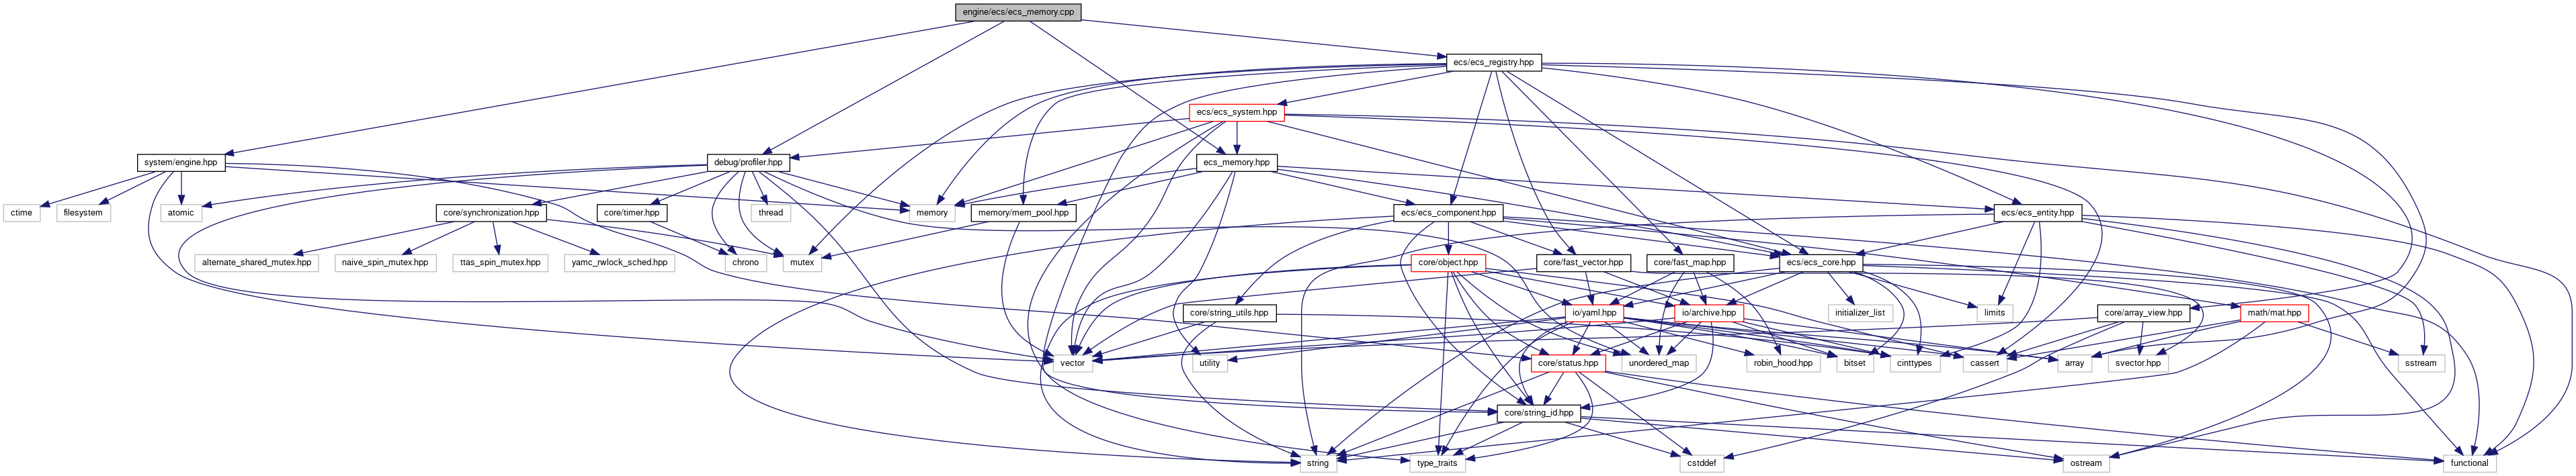 engine/ecs/ecs_memory.cpp
ecs/ecs_registry.hpp
ecs/ecs_system.hpp
system/engine.hpp
debug/profiler.hpp
ecs_memory.hpp
ctime
filesystem
atomic
core/synchronization.hpp
core/timer.hpp
thread
memory
memory/mem_pool.hpp
ecs/ecs_component.hpp
ecs/ecs_entity.hpp
alternate_shared_mutex.hpp
naive_spin_mutex.hpp
ttas_spin_mutex.hpp
yamc_rwlock_sched.hpp
chrono
mutex
core/object.hpp
core/fast_vector.hpp
core/fast_map.hpp
ecs/ecs_core.hpp
core/string_utils.hpp
io/yaml.hpp
io/archive.hpp
initializer_list
limits
core/array_view.hpp
math/mat.hpp
vector
utility
core/status.hpp
unordered_map
robin_hood.hpp
bitset
cinttypes
cassert
array
svector.hpp
sstream
core/string_id.hpp
string
type_traits
cstddef
ostream
functional